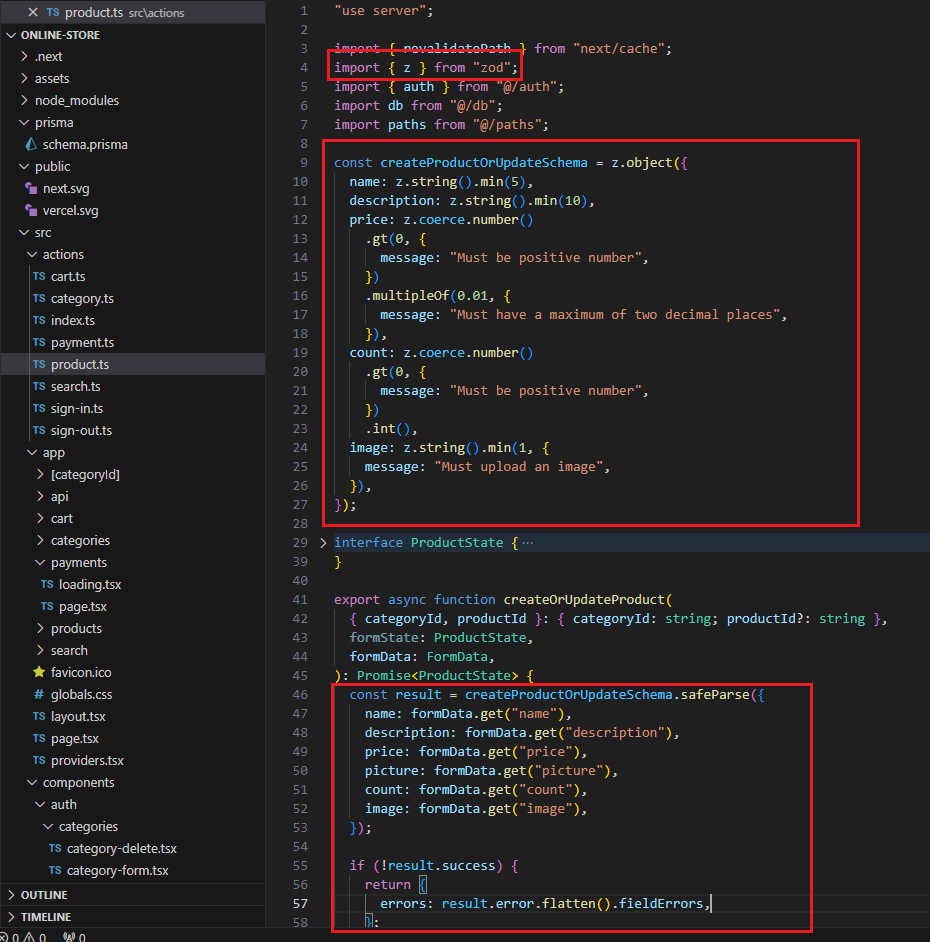 TS product.ts src\actions
ONLINE-STORE
.next
assets
node_modules
prisma
schema.prisma
public
next.svg
vercel.svg
src
actions
TS cart.ts
TS category.ts
TS index.ts
TS payment.ts
TS product.ts
TS search.ts
TS sign-in.ts
TS sign-out.ts
app
[categoryId]
api
cart
categories
payments
TS loading.tsx
TS page.tsx
products
search
favicon.ico
# globals.css
TS layout.tsx
TS page.tsx
TS providers.tsx
components
auth
categories
TS category-delete.tsx
TS category-form.tsx
OUTLINE
TIMELINE
0 0 0
1 "use server";
2
3 import { revalidatePath } from "next/cache";
4 import { z } from "zod";
5 import { auth } from "@/auth";
6 import db from "@/db";
7 import paths from "@/paths";
8
9 const createProductOrUpdateSchema = z.object({
10 name: z.string().min(5),
11 description: z.string().min(10),
12 price: z.coerce.number()
13 .gt(0, {
14 message: "Must be positive number",
15 })
16 .multipleOf(0.01, {
17 message: "Must have a maximum of two decimal places",
18 }),
19 count: z.coerce.number()
20 .gt(0, {
21 message: "Must be positive number",
22 })
23 .int(),
24 image: z.string().min(1, {
25 message: "Must upload an image",
26 }),
27 });
28
29 interface ProductState { ···
39 }
40
41 export async function createOrUpdateProduct(
42 { categoryId, productId }: { categoryId: string; productId?: string },
43 formState: ProductState,
44 formData: FormData,
45 ): Promise<ProductState> {
46 const result = createProductOrUpdateSchema.safeParse({
47 name: formData.get("name"),
48 description: formData.get("description"),
49 price: formData.get("price"),
50 picture: formData.get("picture"),
51 count: formData.get("count"),
52 image: formData.get("image"),
53 });
54
55 if (!result.success) {
56 return {
57 errors: result.error.flatten().fieldErrors,
58 };